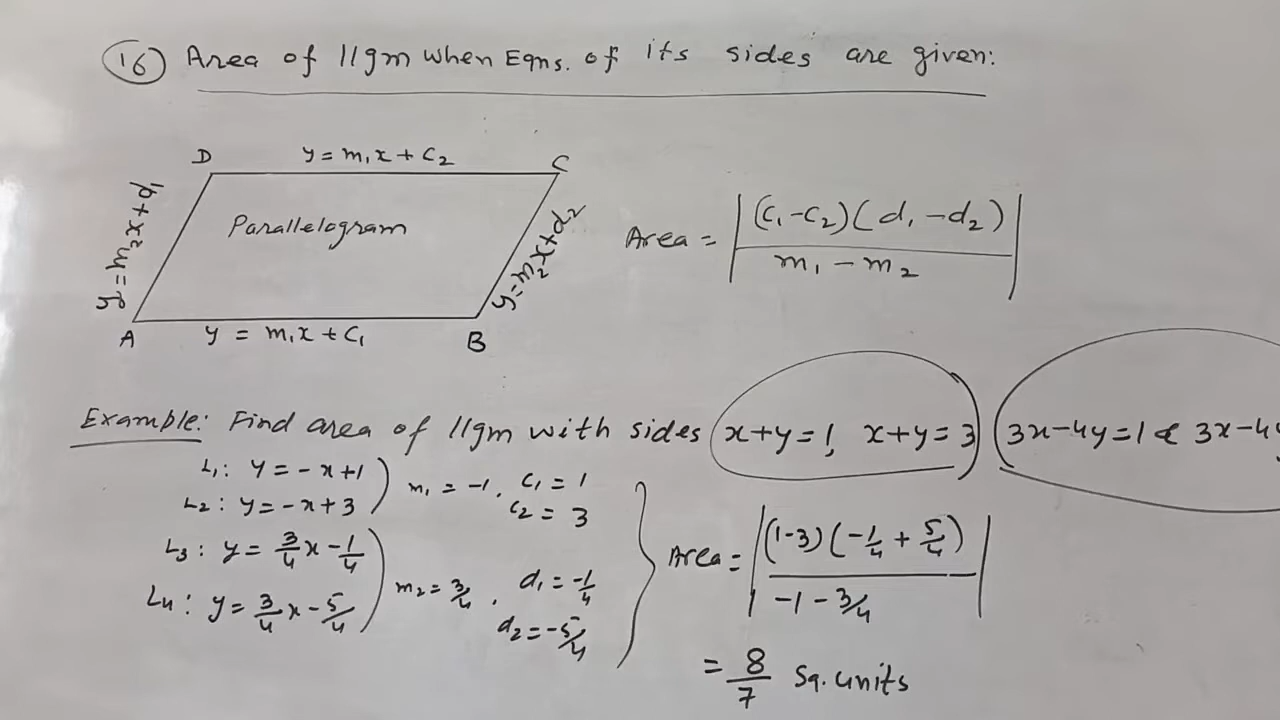 16 Area of llgm when Eqns. of its sides are given:
D y = m₁x + c₂ C
y = m₂x + d₁
Parallelogram
y = m₂x + d₂
A y = m₁x + c₁ B
Area = |(c₁-c₂)(d₁-d₂) / m₁ - m₂|
Example: Find area of llgm with sides x+y=1, x+y=3 3x-4y=1 & 3x-4y
L₁: y = -x+1
L₂: y = -x+3
m₁ = -1, c₁ = 1
c₂ = 3
L₃: y = 3/4 x - 1/4
L₄: y = 3/4 x - 5/4
m₂ = 3/4, d₁ = -1/4
d₂ = -5/4
Area = |(1-3)(-1/4 + 5/4) / -1 - 3/4|
= 8/7 Sq. units